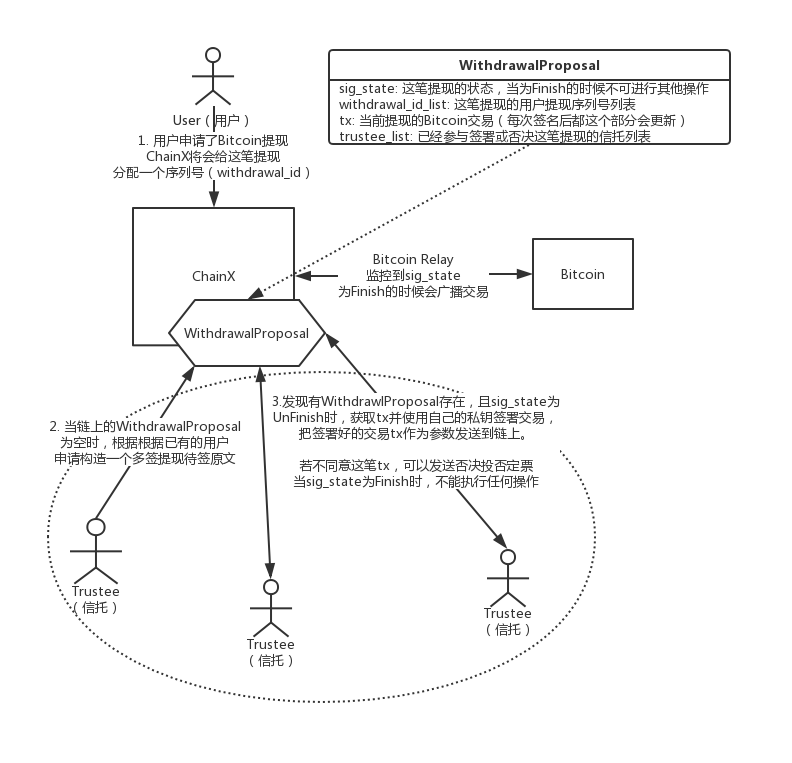 WithdrawalProposal
sig_state: 这笔提现的状态，当为Finish的时候不可进行其他操作
withdrawal_id_list: 这笔提现的用户提现序列号列表
tx: 当前提现的Bitcoin交易（每次签名后都这个部分会更新）
trustee_list: 已经参与签署或否决这笔提现的信托列表
User（用户）
1. 用户申请了Bitcoin提现
ChainX将会给这笔提现
分配一个序列号（withdrawal_id）
ChainX
Bitcoin Relay
监控到sig_state
为Finish的时候会广播交易
Bitcoin
WithdrawalProposal
2. 当链上的WithdrawalProposal
为空时，根据根据已有的用户
申请构造一个多签提现待签原文
3.发现有WithdrawlProposal存在，且sig_state为
UnFinish时，获取tx并使用自己的私钥签署交易，
把签署好的交易tx作为参数发送到链上。
若不同意这笔tx，可以发送否决投否定票
当sig_state为Finish时，不能执行任何操作
Trustee
（信托）
Trustee
（信托）
Trustee
（信托）